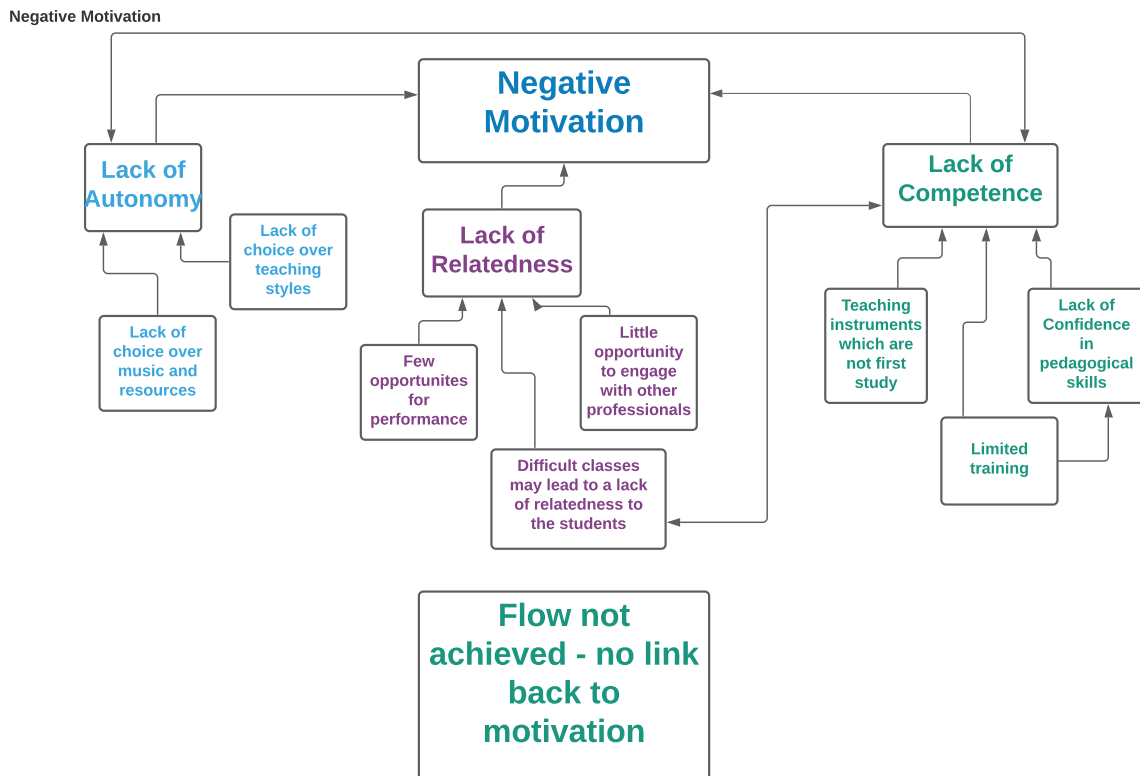 Negative Motivation
Negative
Motivation
Lack of
Autonomy
Lack of
Competence
Lack of
choice over
teaching
styles
Lack of
Relatedness
Lack of
choice over
music and
resources
Few
opportunites
for
performance
Little
opportunity
to engage
with other
professionals
Teaching
instruments
which are
not first
study
Lack of
Confidence
in
pedagogical
skills
Limited
training
Difficult classes
may lead to a lack
of relatedness to
the students
Flow not
achieved - no link
back to
motivation